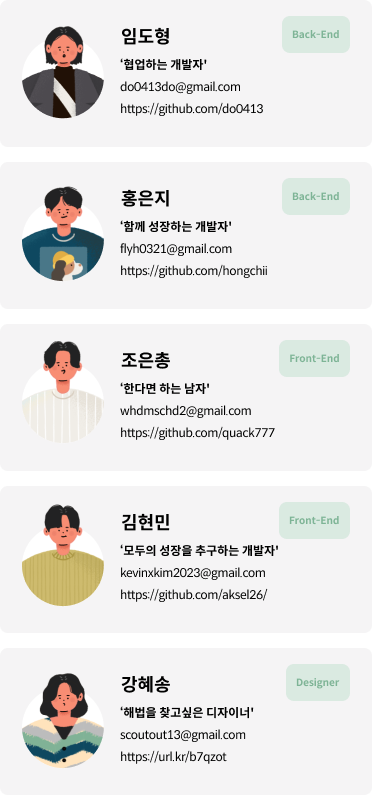 임도형
Back-End
'협업하는 개발자'
do0413do@gmail.com
https://github.com/do0413
홍은지
Back-End
'함께 성장하는 개발자'
flyh0321@gmail.com
https://github.com/hongchii
조은총
Front-End
'한다면 하는 남자'
whdmschd2@gmail.com
https://github.com/quack777
김현민
Front-End
'모두의 성장을 추구하는 개발자'
kevinxkim2023@gmail.com
https://github.com/aksel26/
강혜송
Designer
'해법을 찾고싶은 디자이너'
scoutout13@gmail.com
https://url.kr/b7qzot